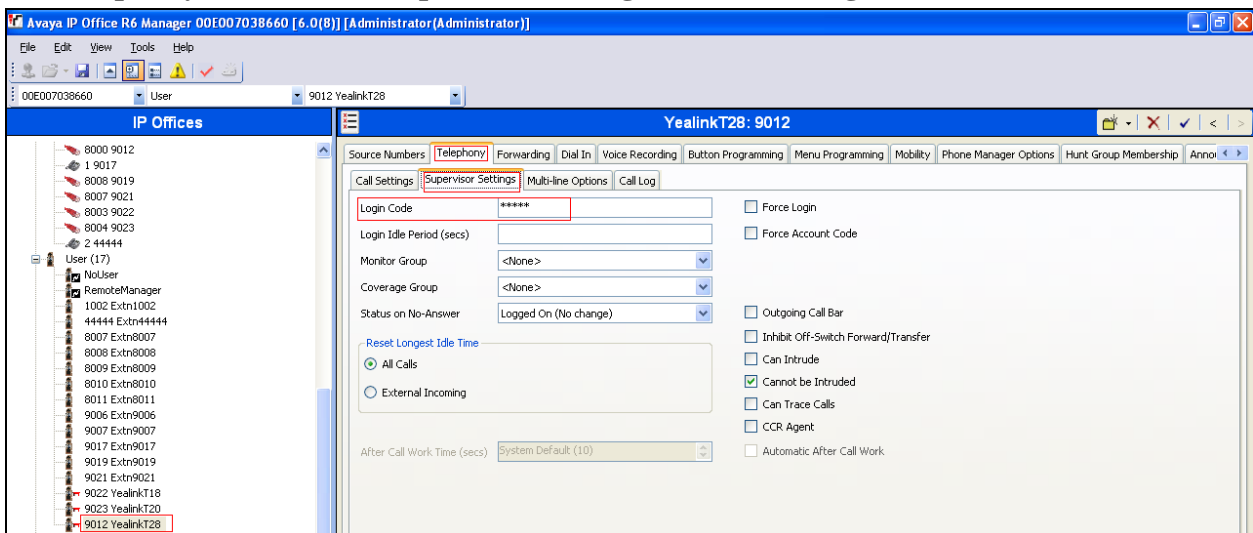 Avaya IP Office R6 Manager 00E007038660 [6.0(8)] [Administrator(Administrator)]
File Edit View Tools Help
00E007038660 User 9012 YealinkT28
IP Offices
8000 9012
1 9017
8008 9019
8007 9021
8003 9022
8004 9023
2 44444
User (17)
NoUser
RemoteManager
1002 Extn1002
44444 Extn44444
8007 Extn8007
8008 Extn8008
8009 Extn8009
8010 Extn8010
8011 Extn8011
9006 Extn9006
9007 Extn9007
9017 Extn9017
9019 Extn9019
9021 Extn9021
9022 YealinkT18
9023 YealinkT20
9012 YealinkT28
YealinkT28: 9012
Source Numbers Telephony Forwarding Dial In Voice Recording Button Programming Menu Programming Mobility Phone Manager Options Hunt Group Membership Annou
Call Settings Supervisor Settings Multi-line Options Call Log
Login Code ***** Force Login
Login Idle Period (secs) Force Account Code
Monitor Group <None>
Coverage Group <None>
Status on No-Answer Logged On (No change) Outgoing Call Bar
Reset Longest Idle Time Inhibit Off-Switch Forward/Transfer
All Calls Can Intrude
Cannot be Intruded
External Incoming Can Trace Calls
CCR Agent
After Call Work Time (secs) System Default (10) Automatic After Call Work